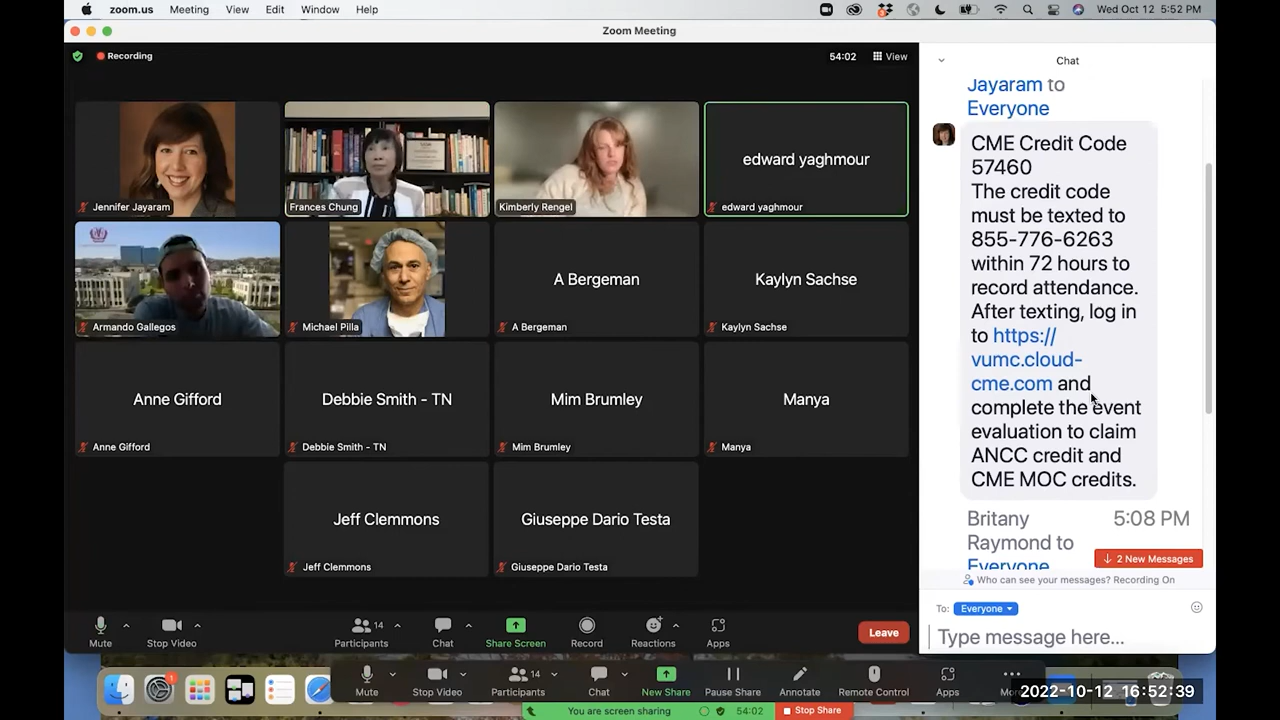 zoom.us Meeting View Edit Window Help Wed Oct 12 5:52 PM
Zoom Meeting
Recording 54:02 View
Jennifer Jayaram
Frances Chung
Kimberly Rengel
edward yaghmour
edward yaghmour
Armando Gallegos
Michael Pilla
A Bergeman
A Bergeman
Kaylyn Sachse
Kaylyn Sachse
Anne Gifford
Anne Gifford
Debbie Smith - TN
Debbie Smith - TN
Mim Brumley
Mim Brumley
Manya
Manya
Jeff Clemmons
Jeff Clemmons
Giuseppe Dario Testa
Giuseppe Dario Testa
14
Mute Stop Video Participants Chat Share Screen Record Reactions Apps Leave
Chat
Jayaram to
Everyone
CME Credit Code
57460
The credit code
must be texted to
855-776-6263
within 72 hours to
record attendance.
After texting, log in
to https://
vumc.cloud-
cme.com and
complete the event
evaluation to claim
ANCC credit and
CME MOC credits.
Britany 5:08 PM
Raymond to
Everyone
2 New Messages
Who can see your messages? Recording On
To: Everyone
Type message here...
1
14
Mute Stop Video Participants Chat New Share Pause Share Annotate Remote Control Apps
2022-10-12 16:52:39
You are screen sharing 54:02 Stop Share